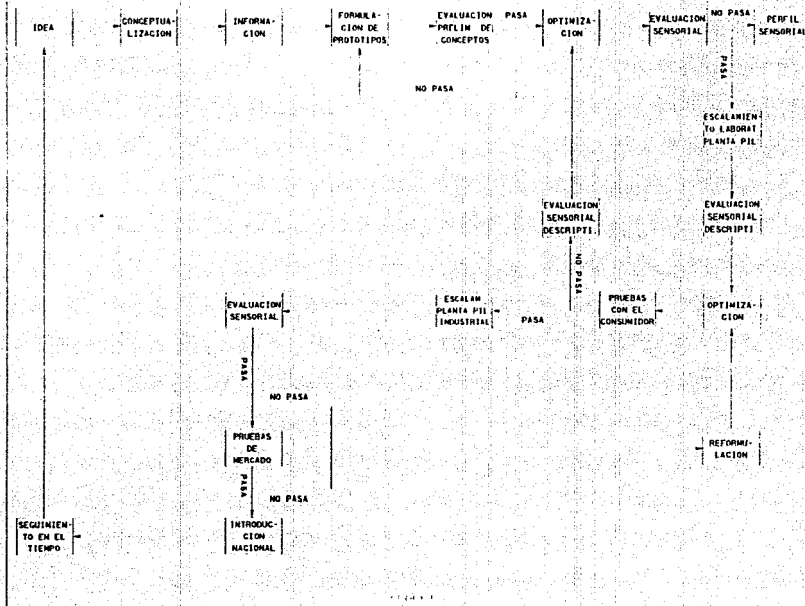 IDEA
CONCEPTUA-
LIZACION
INFORMA-
CION
FORMULA-
CION DE
PROTOTIPOS
EVALUACION
PRELIM DE
CONCEPTOS
PASA
OPTIMIZA-
CION
EVALUACION
SENSORIAL
NO PASA
PERFIL
SENSORIAL
NO PASA
PASA
ESCALAMIEN-
TO LABORAT
PLANTA PIL
EVALUACION
SENSORIAL
DESCRIPTI.
EVALUACION
SENSORIAL
DESCRIPTI
NO PASA
EVALUACION
SENSORIAL
ESCALAM
PLANTA PIL
INDUSTRIAL
PASA
PRUEBAS
CON EL
CONSUMIDOR
OPTIMIZA-
CION
PASA
NO PASA
PRUEBAS
DE
MERCADO
REFORMU-
LACION
PASA
NO PASA
SEGUIMIEN-
TO EN EL
TIEMPO
INTRODUC-
CION
NACIONAL